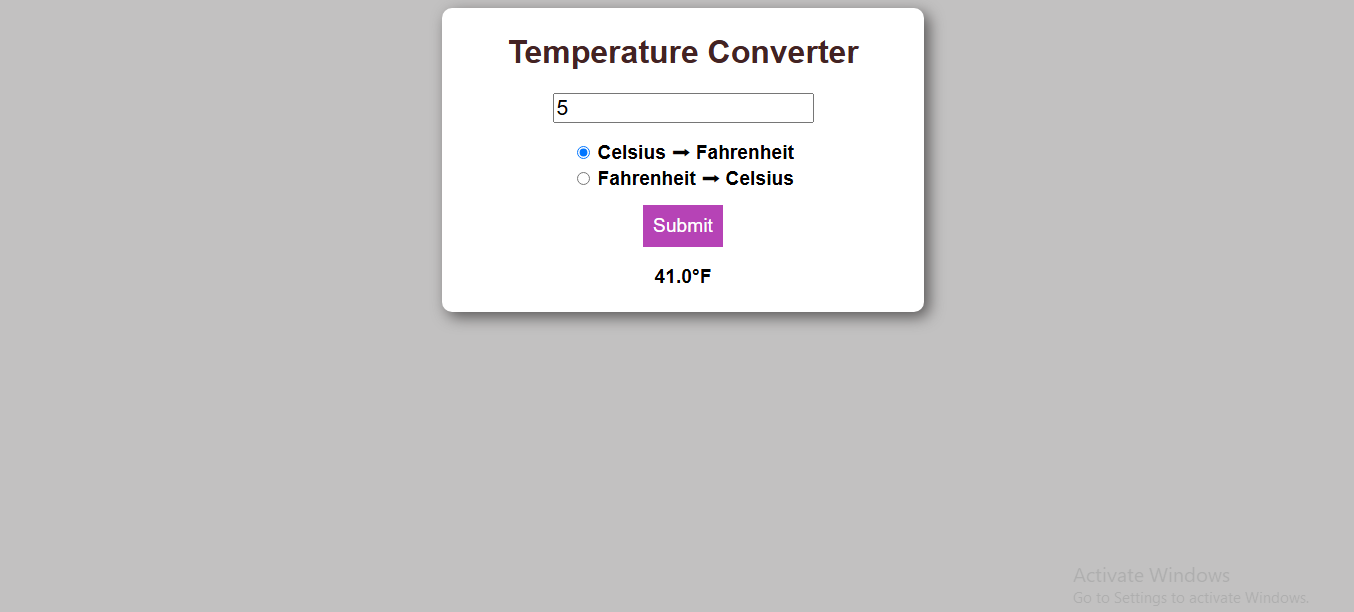 Temperature Converter
5
Celsius ➞ Fahrenheit
Fahrenheit ➞ Celsius
Submit
41.0°F
Activate Windows
Go to Settings to activate Windows.